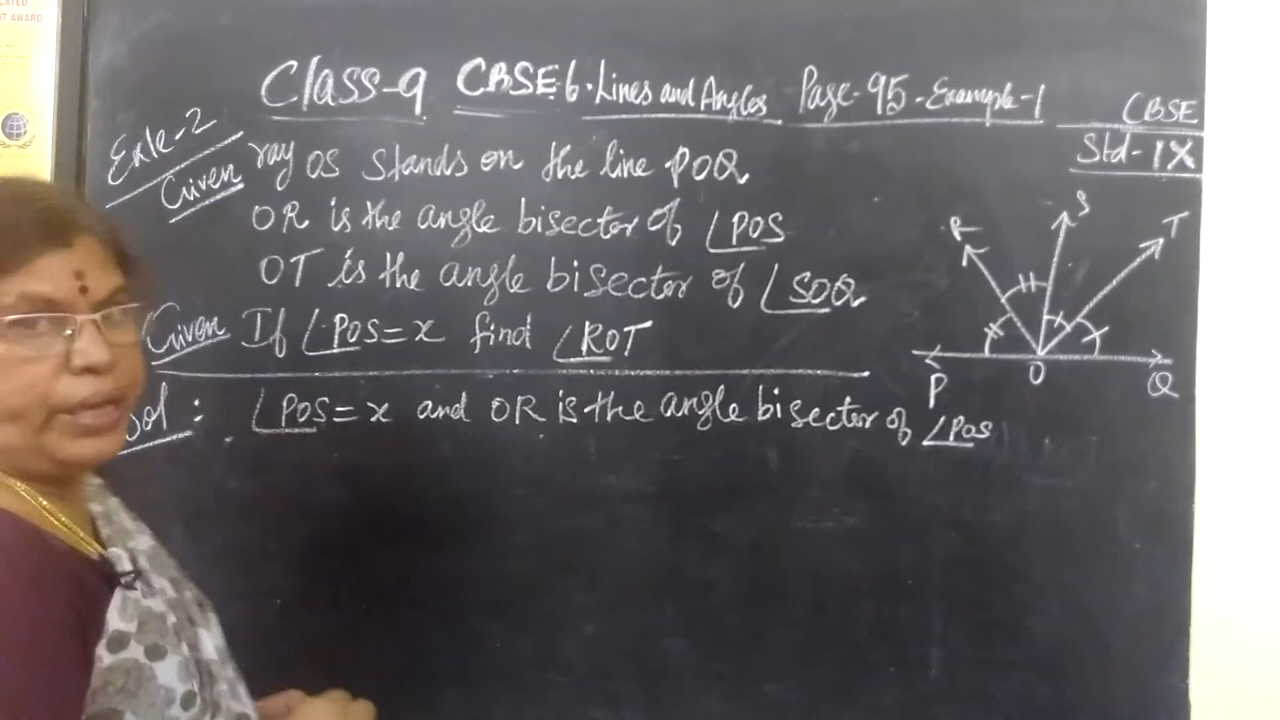 CATED
T AWARD
Class-9 CBSE-6.Lines and Angles Page-95-Example-1
CBSE
Std-IX
Exle-2
Given ray OS stands on the line POQ
OR is the angle bisector of ∠POS
OT is the angle bisector of ∠SOQ
Given If ∠POS=x find ∠ROT
Sol: ∠POS=x and OR is the angle bisector of ∠POS
R S T
P O Q